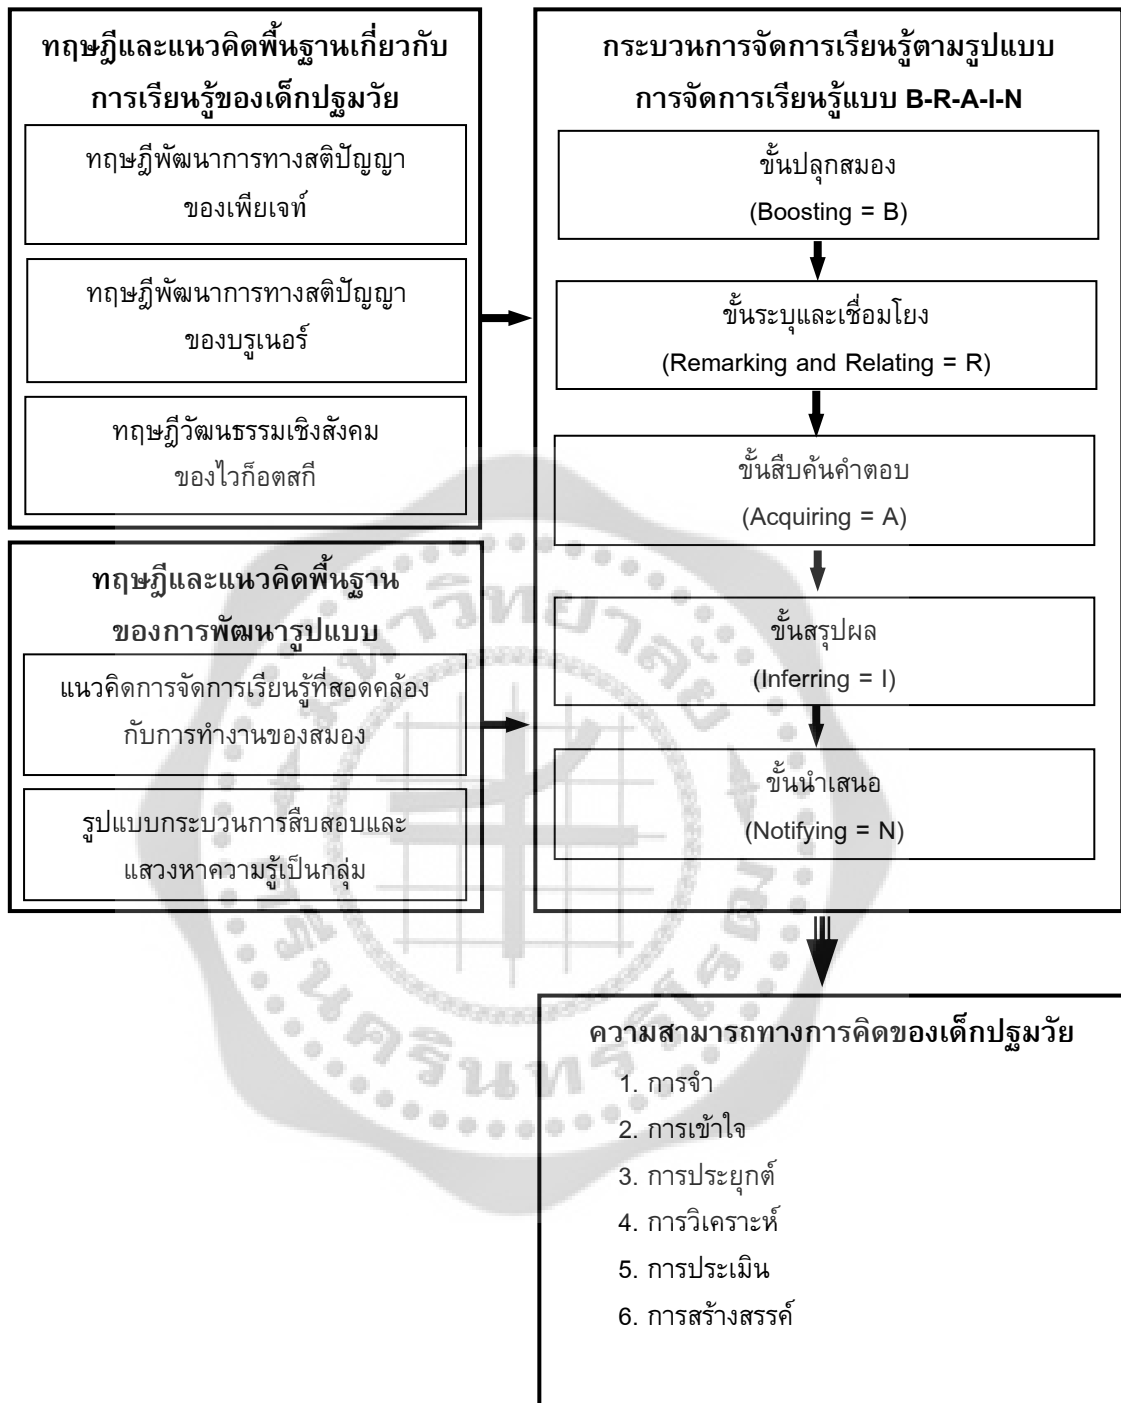 ทฤษฎีและแนวคิดพื้นฐานเกี่ยวกับ
การเรียนรู้ของเด็กปฐมวัย
ทฤษฎีพัฒนาการทางสติปัญญา
ของเพียเจท์
ทฤษฎีพัฒนาการทางสติปัญญา
ของบรูเนอร์
ทฤษฎีวัฒนธรรมเชิงสังคม
ของไวก็อตสกี
ทฤษฎีและแนวคิดพื้นฐาน
ของการพัฒนารูปแบบ
แนวคิดการจัดการเรียนรู้ที่สอดคล้อง
กับการทำงานของสมอง
รูปแบบกระบวนการสืบสอบและ
แสวงหาความรู้เป็นกลุ่ม
กระบวนการจัดการเรียนรู้ตามรูปแบบ
การจัดการเรียนรู้แบบ B-R-A-I-N
ขั้นปลุกสมอง
(Boosting = B)
ขั้นระบุและเชื่อมโยง
(Remarking and Relating = R)
ขั้นสืบค้นคำตอบ
(Acquiring = A)
ขั้นสรุปผล
(Inferring = I)
ขั้นนำเสนอ
(Notifying = N)
ความสามารถทางการคิดของเด็กปฐมวัย
1. การจำ
2. การเข้าใจ
3. การประยุกต์
4. การวิเคราะห์
5. การประเมิน
6. การสร้างสรรค์
มหาวิทยาลัย
ศรีนครินทรวิโรฒ